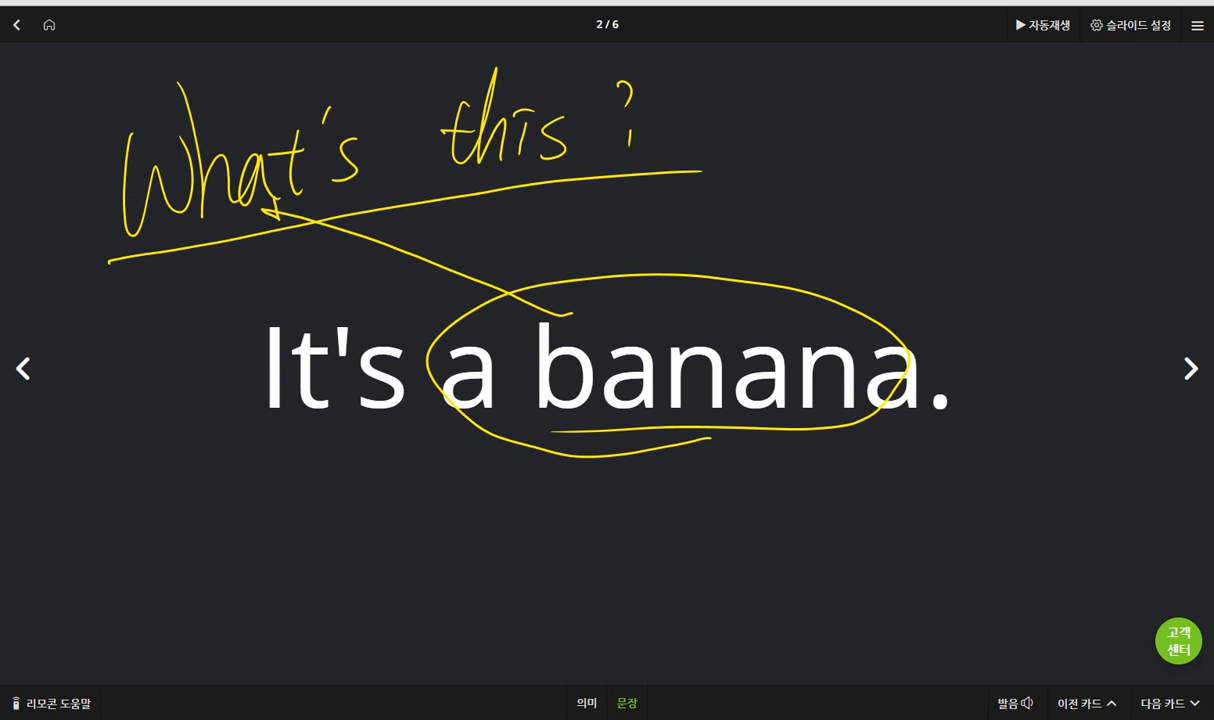 2 / 6
자동재생
슬라이드 설정
What's this?
It's a banana.
고객
센터
리모콘 도움말
의미
문장
발음
이전 카드
다음 카드